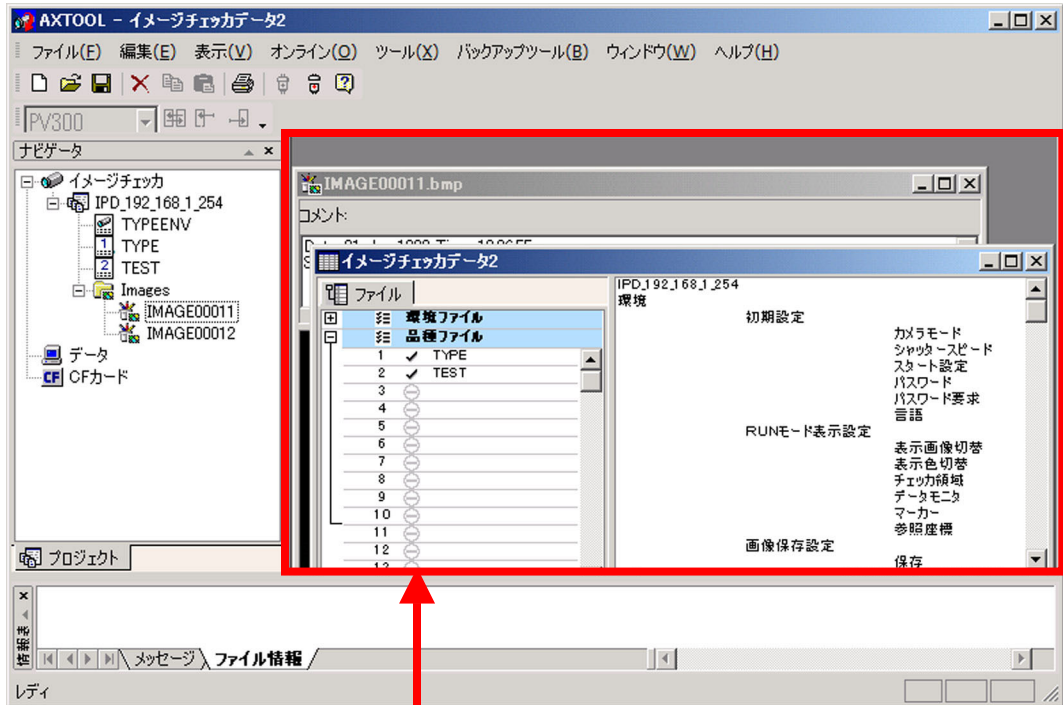 AXTOOL - イメージチェッカデータ2
ファイル(F) 編集(E) 表示(V) オンライン(O) ツール(X) バックアップツール(B) ウィンドウ(W) ヘルプ(H)
PV300
ナビゲータ
イメージチェッカ
IPD_192_168_1_254
TYPEENV
TYPE
TEST
Images
IMAGE00011
IMAGE00012
データ
CFカード
プロジェクト
IMAGE00011.bmp
コメント:
イメージチェッカデータ2
ファイル
環境ファイル
品種ファイル
1 TYPE
2 TEST
3
4
5
6
7
8
9
10
11
12
IPD_192_168_1_254
環境
初期設定
カメラモード
シャッタースピード
スタート設定
パスワード
パスワード要求
言語
RUNモード表示設定
表示画像切替
表示色切替
チェッカ領域
データモニタ
マーカー
参照座標
画像保存設定
保存
情報表
メッセージ ファイル情報
レディ